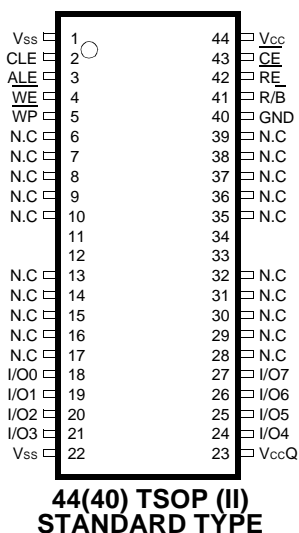 Vss 1 44 Vcc
CLE 2 43 CE
ALE 3 42 RE
WE 4 41 R/B
WP 5 40 GND
N.C 6 39 N.C
N.C 7 38 N.C
N.C 8 37 N.C
N.C 9 36 N.C
N.C 10 35 N.C
11 34
12 33
N.C 13 32 N.C
N.C 14 31 N.C
N.C 15 30 N.C
N.C 16 29 N.C
N.C 17 28 N.C
I/O0 18 27 I/O7
I/O1 19 26 I/O6
I/O2 20 25 I/O5
I/O3 21 24 I/O4
Vss 22 23 VccQ
44(40) TSOP (II)
STANDARD TYPE